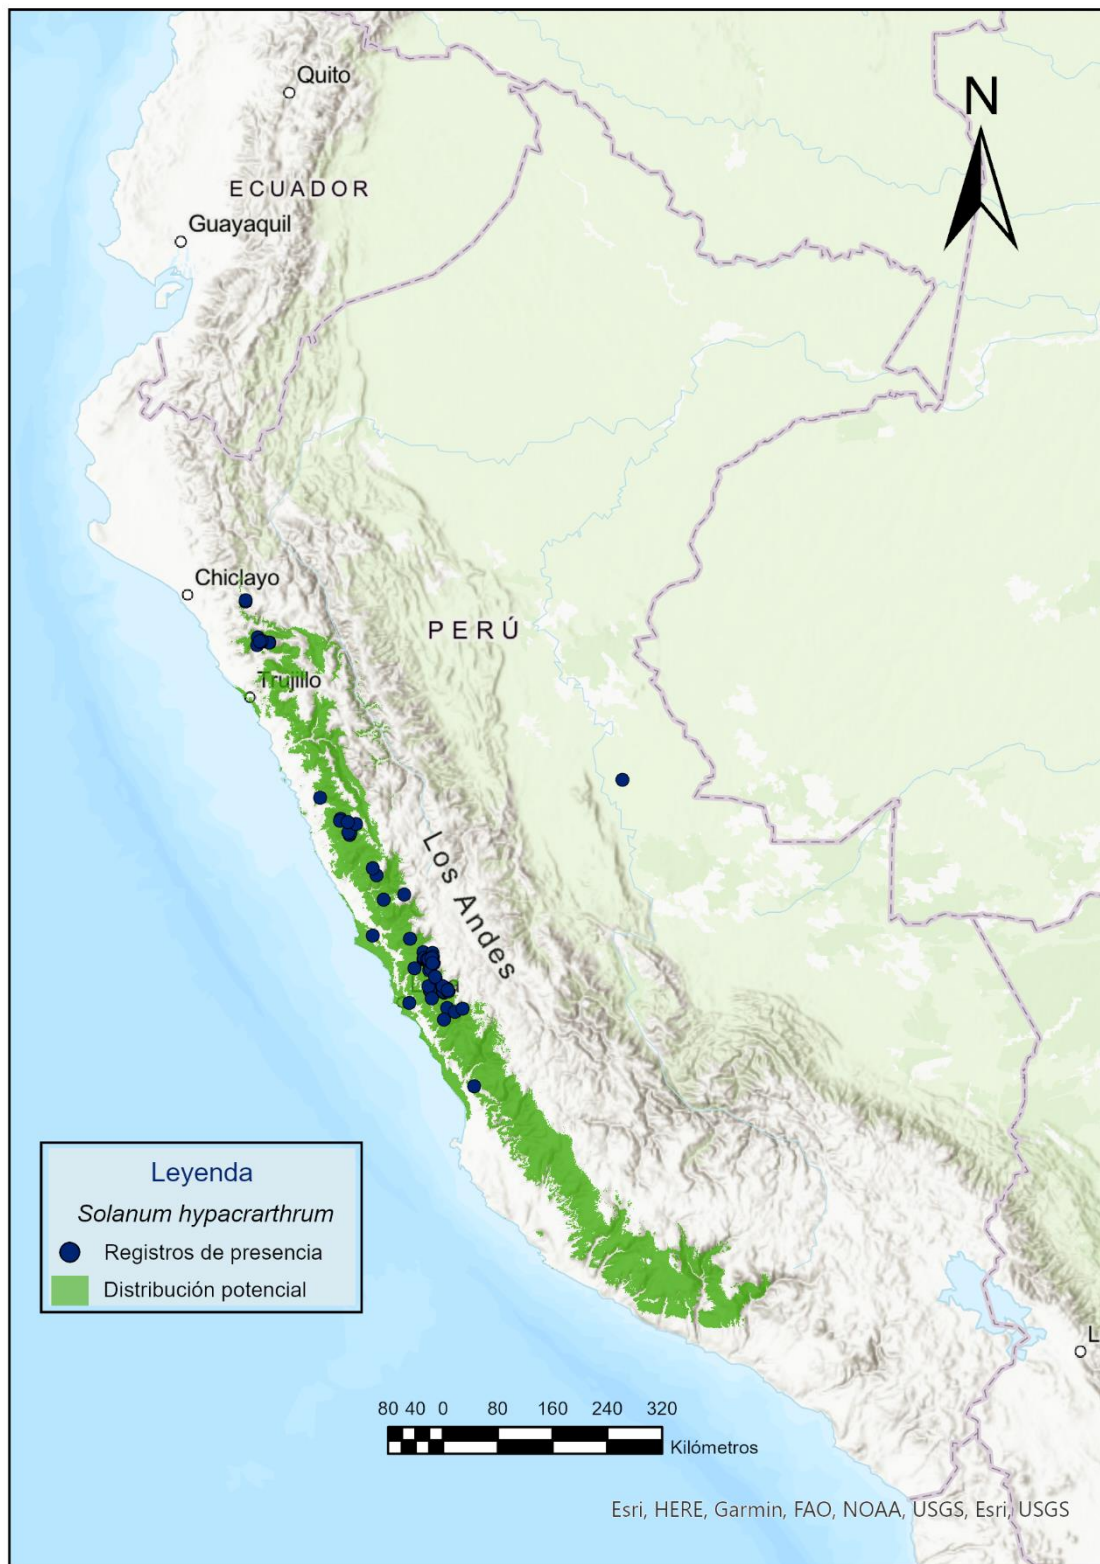 Quito
N
ECUADOR
Guayaquil
Chiclayo
PERÚ
Trujillo
Los Andes
Leyenda
Solanum hypacrarthrum
Registros de presencia
Distribución potencial
L
80 40 0 80 160 240 320
Kilómetros
Esri, HERE, Garmin, FAO, NOAA, USGS, Esri, USGS